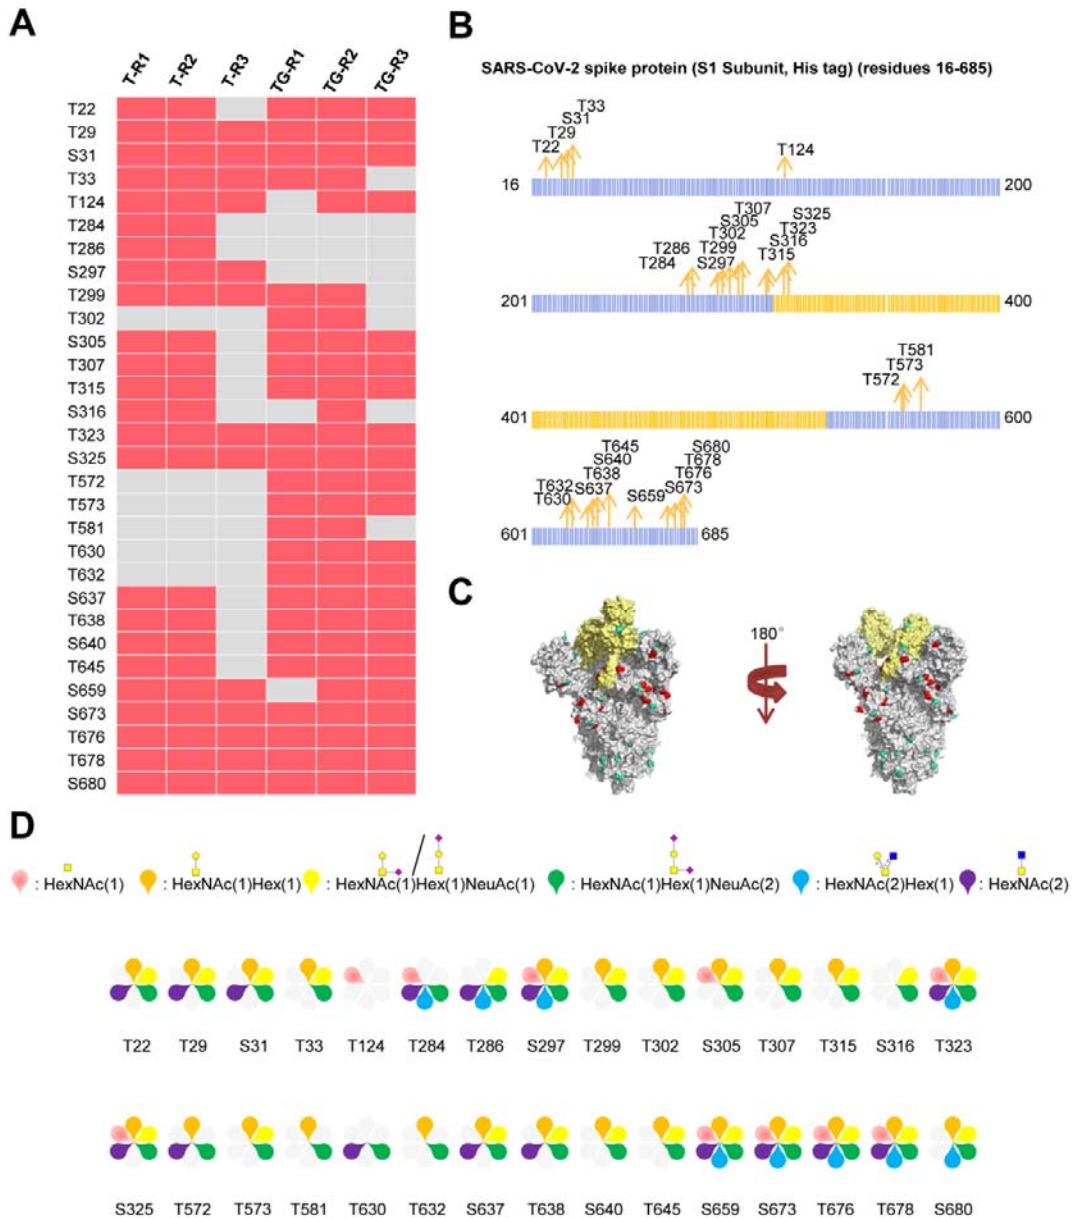 A
T-R1 T-R2 T-R3 TG-R1 TG-R2 TG-R3
T22
T29
S31
T33
T124
T284
T286
S297
T299
T302
S305
T307
T315
S316
T323
S325
T572
T573
T581
T630
T632
S637
T638
S640
T645
S659
S673
T676
T678
S680
B
SARS-CoV-2 spike protein (S1 Subunit, His tag) (residues 16-685)
T33
S31
T29
T22
T124
16 200
T307
S305 S325
T302 T323
T286 T299 S316
T284 S297 T315
201 400
T581
T573
T572
401 600
T645 S680
S640 T678
T638 T676
T632 S637 S659 S673
T630
601 685
C
180°
D
: HexNAc(1) : HexNAc(1)Hex(1) : HexNAc(1)Hex(1)NeuAc(1) : HexNAc(1)Hex(1)NeuAc(2) : HexNAc(2)Hex(1) : HexNAc(2)
T22 T29 S31 T33 T124 T284 T286 S297 T299 T302 S305 T307 T315 S316 T323
S325 T572 T573 T581 T630 T632 S637 T638 S640 T645 S659 S673 T676 T678 S680